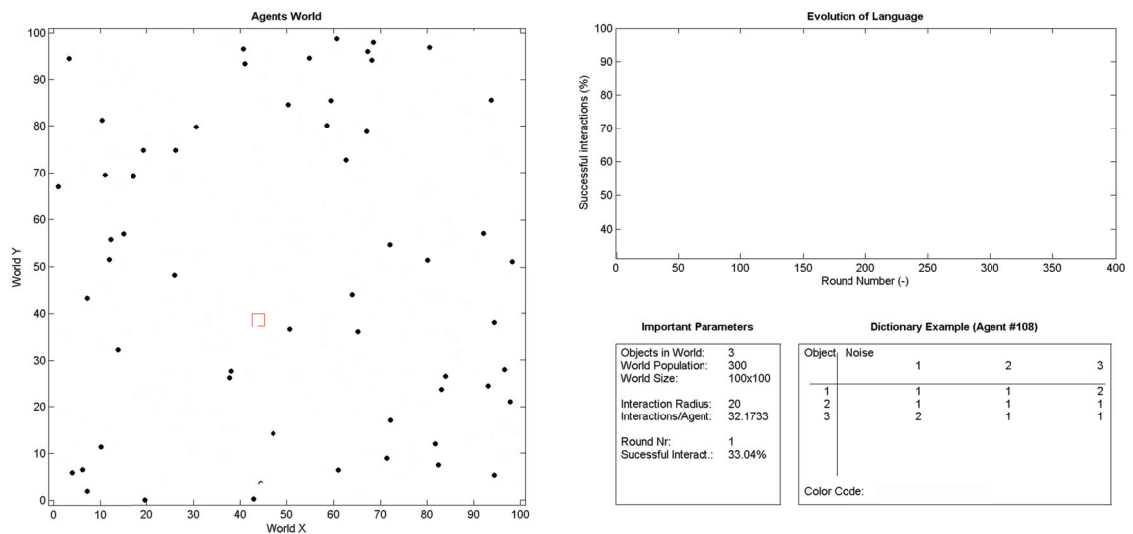 Agents World
100
90
80
70
60
50
40
30
20
10
0
World Y
0 10 20 30 40 50 60 70 80 90 100
World X
Evolution of Language
100
90
80
70
60
50
40
Successful interactions (%)
0 50 100 150 200 250 300 350 400
Round Number (-)
Important Parameters
Objects in World: 3
World Population: 300
World Size: 100x100
Interaction Radius: 20
Interactions/Agent: 32.1733
Round Nr: 1
Sucessful Interact.: 33.04%
Dictionary Example (Agent #108)
Object Noise
1 2 3
1 1 1 2
2 1 1 1
3 2 1 1
Color Code: